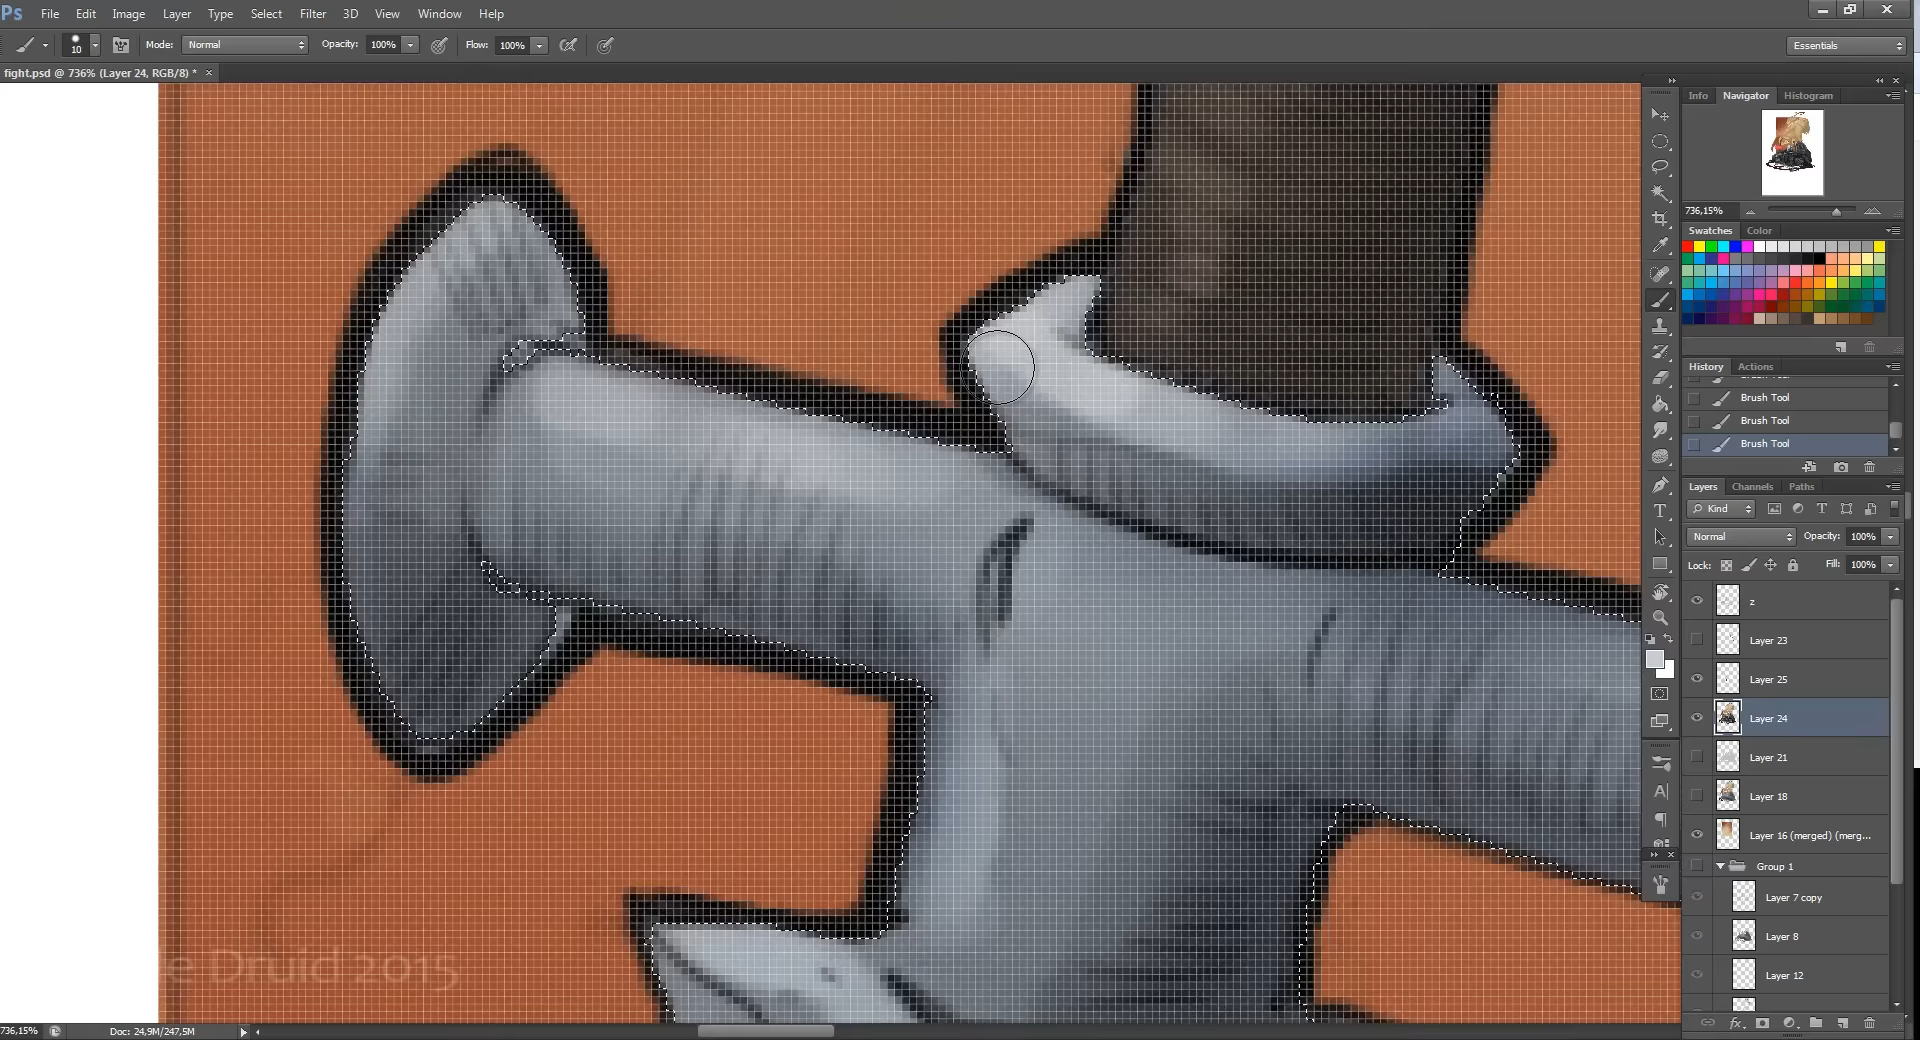 Ps File Edit Image Layer Type Select Filter 3D View Window Help
10 Mode: Normal Opacity: 100% Flow: 100% Essentials
fight.psd @ 736% (Layer 24, RGB/8) * ×
Info Navigator Histogram
736,15%
Swatches Color
History Actions
Brush Tool
Brush Tool
Brush Tool
Layers Channels Paths
Kind
Normal Opacity: 100%
Lock: Fill: 100%
z
Layer 23
Layer 25
Layer 24
Layer 21
Layer 18
Layer 16 (merged) (merg...
Group 1
Layer 7 copy
Layer 8
Layer 12
le Druid 2015
736,15% Doc: 24,9M/247,5M